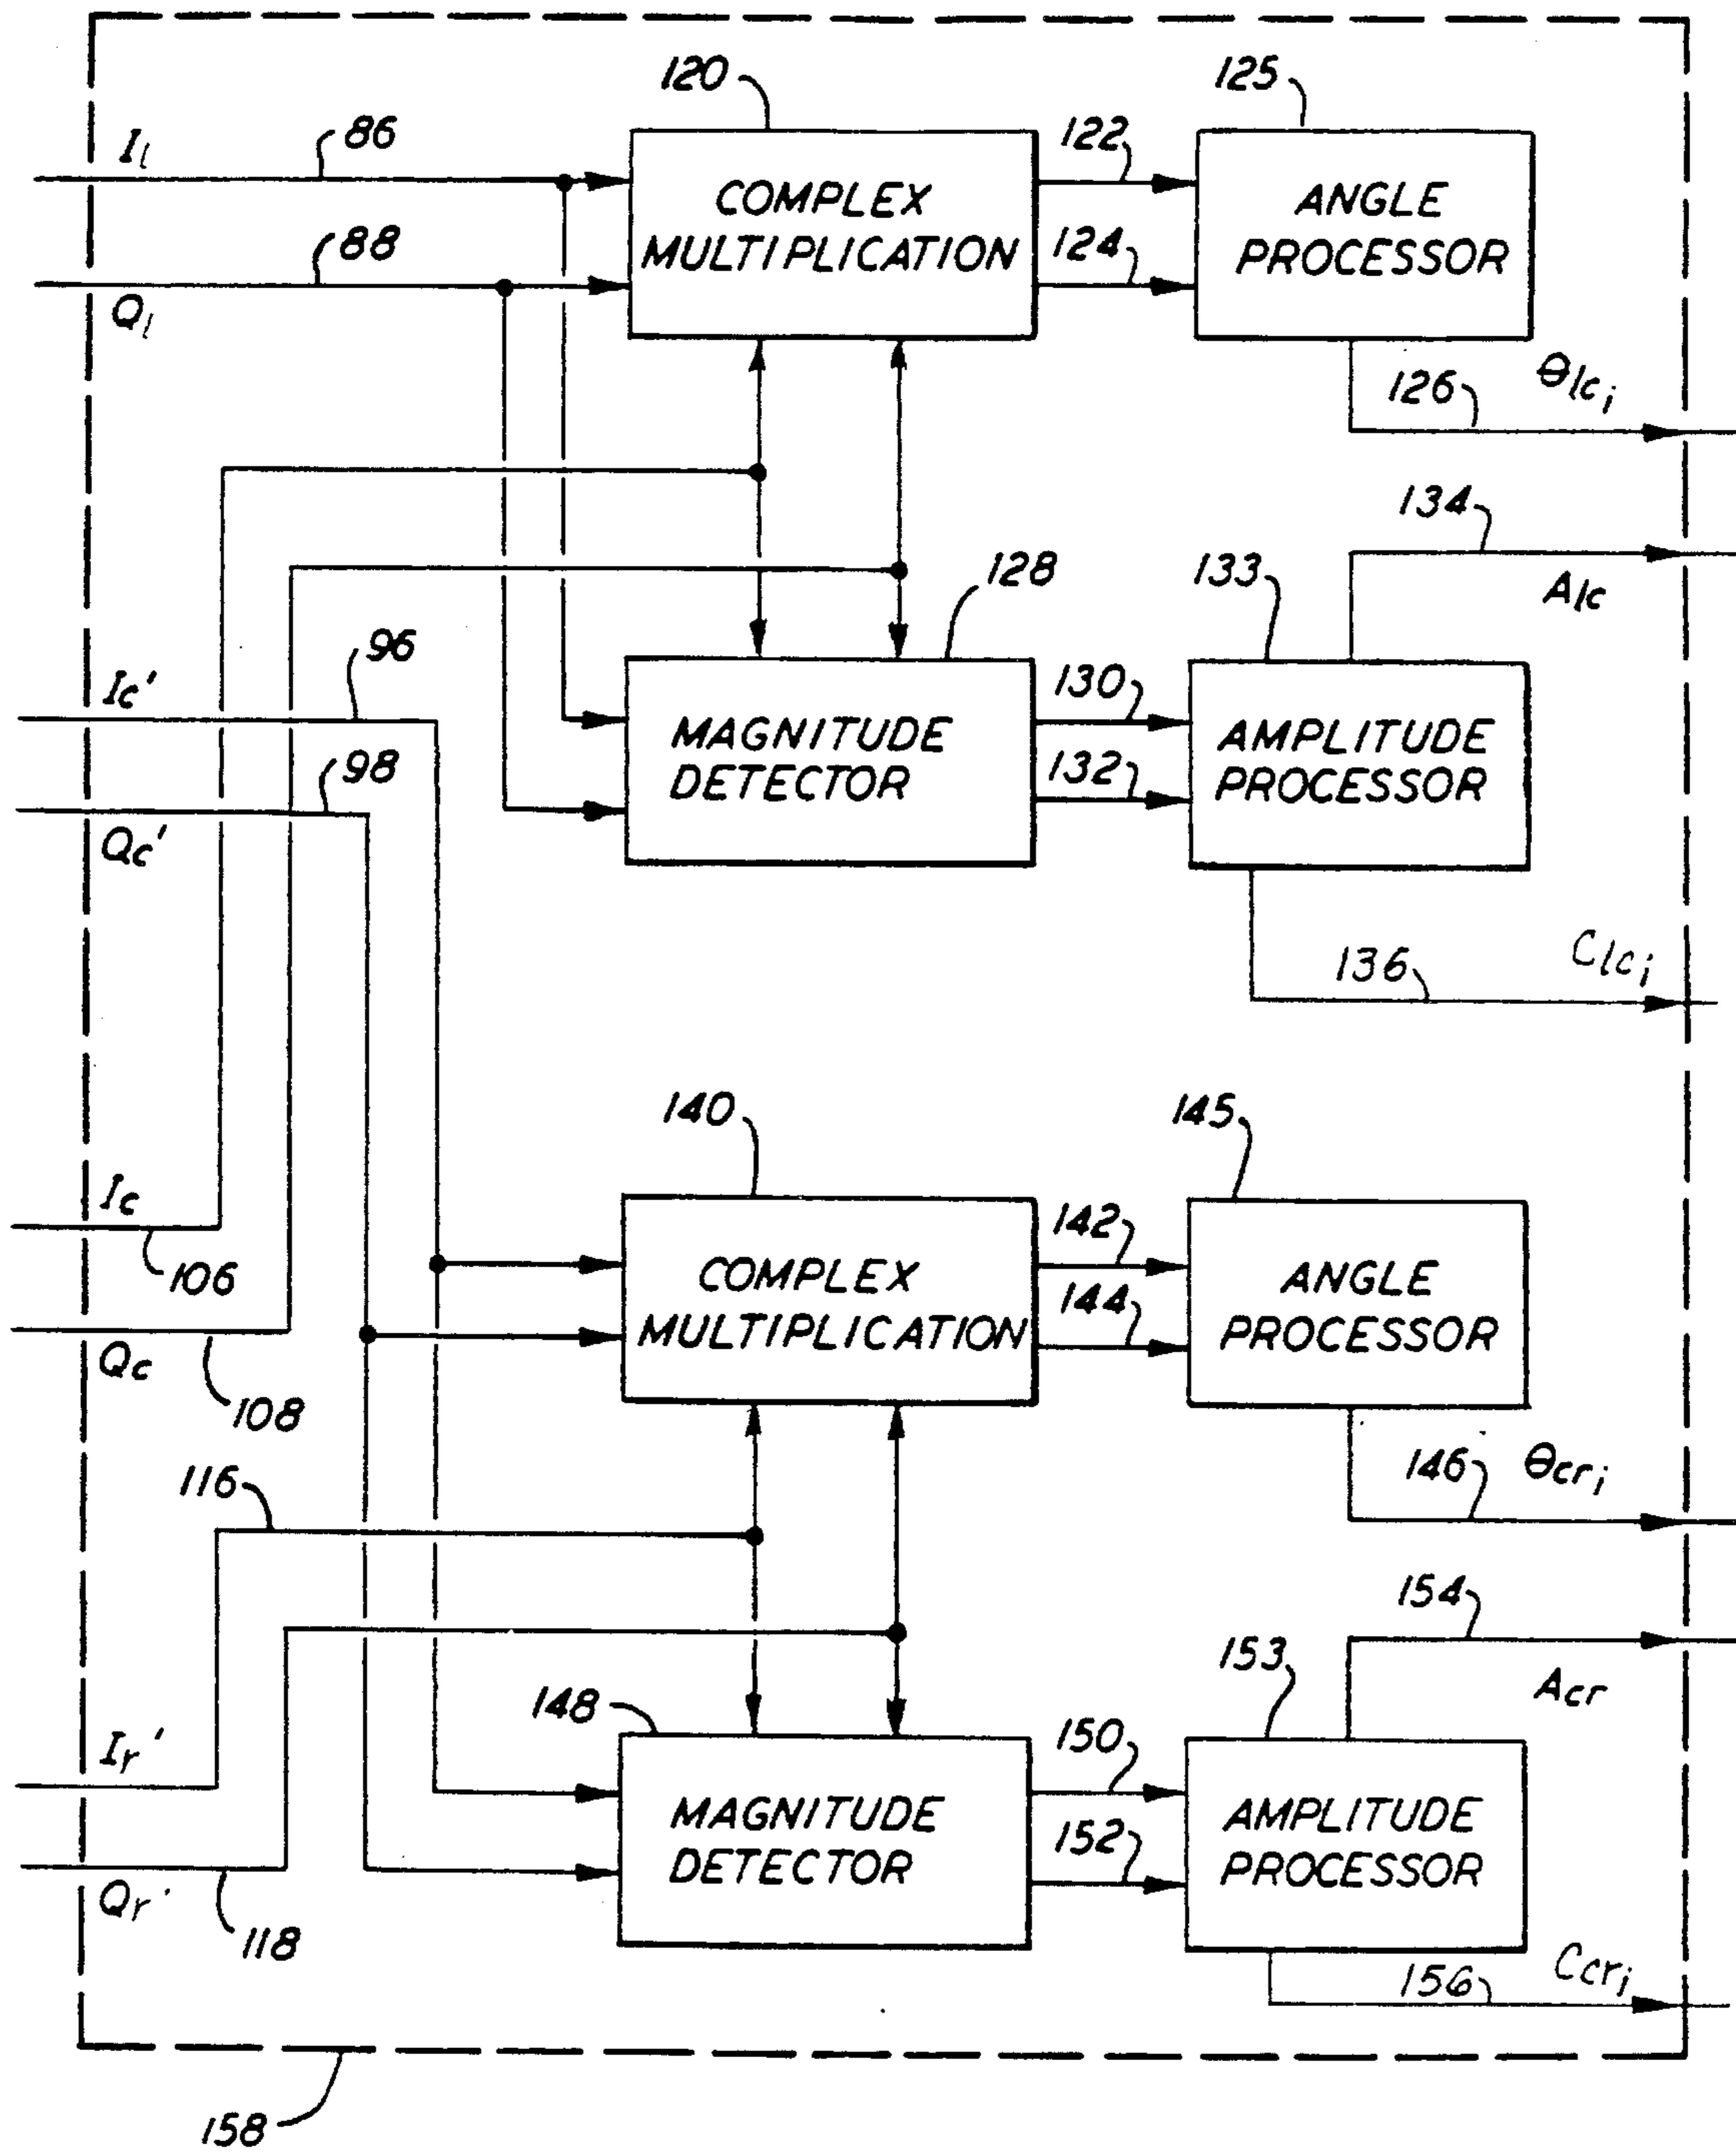 120
125
I_l
86
122
COMPLEX
MULTIPLICATION
ANGLE
PROCESSOR
88
124
Q_l
126
θ_lc_i
134
128
133
A_lc
96
I_c'
130
MAGNITUDE
DETECTOR
AMPLITUDE
PROCESSOR
98
132
Q_c'
136
C_lc_i
140
145
I_c
142
106
COMPLEX
MULTIPLICATION
ANGLE
PROCESSOR
144
Q_c
108
116
146
θ_cr_i
154
153
148
A_cr
I_r'
150
MAGNITUDE
DETECTOR
AMPLITUDE
PROCESSOR
152
Q_r'
118
156
C_cr_i
158